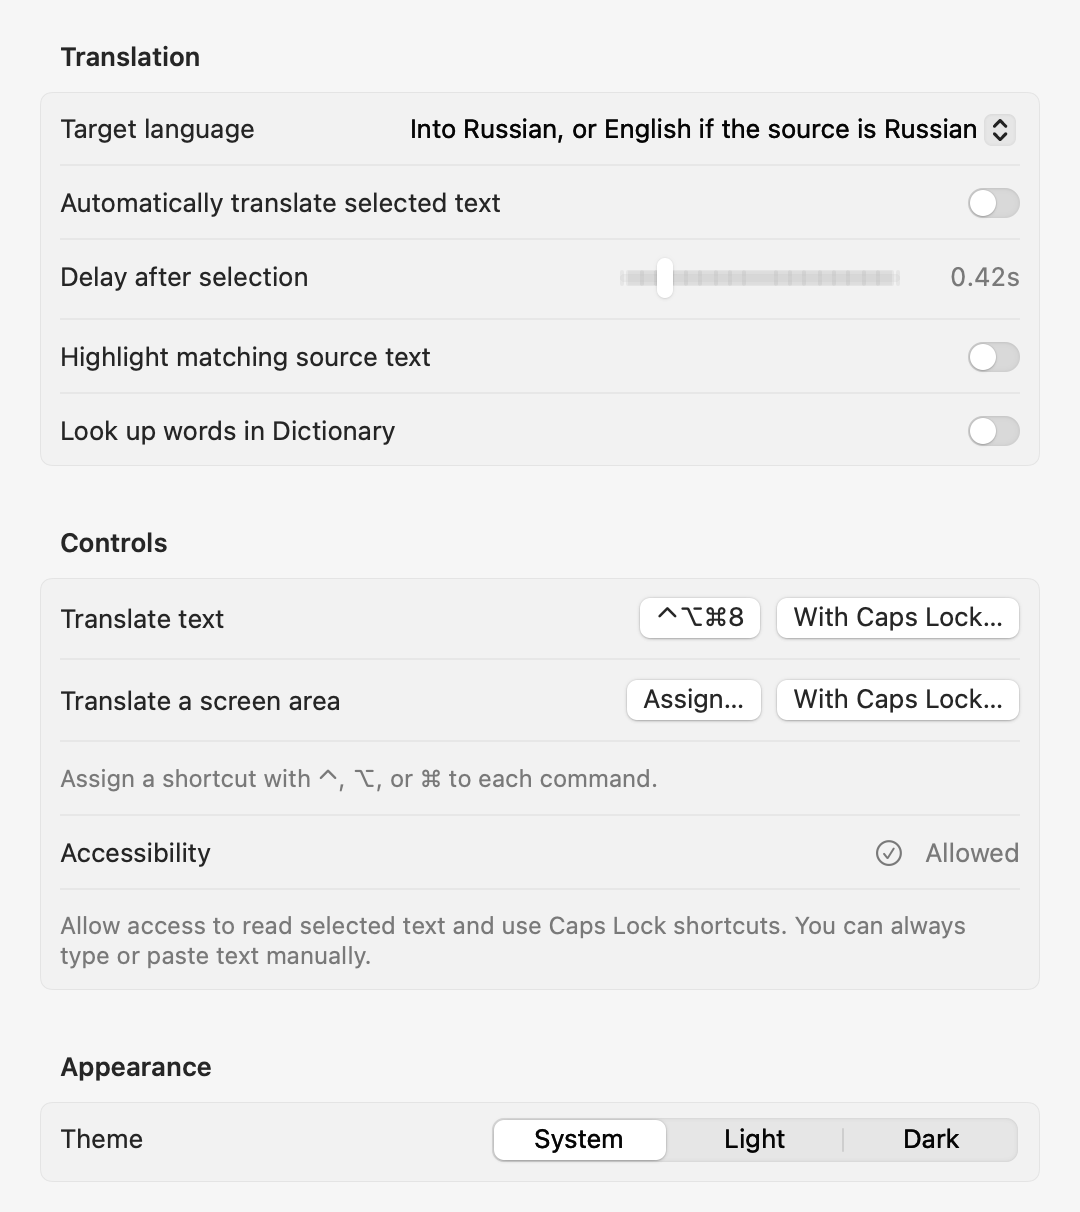 Translation
Target language Into Russian, or English if the source is Russian
Automatically translate selected text
Delay after selection 0.42s
Highlight matching source text
Look up words in Dictionary
Controls
Translate text ⌃⌥⌘8 With Caps Lock...
Translate a screen area Assign... With Caps Lock...
Assign a shortcut with ⌃, ⌥, or ⌘ to each command.
Accessibility Allowed
Allow access to read selected text and use Caps Lock shortcuts. You can always
type or paste text manually.
Appearance
Theme System Light Dark